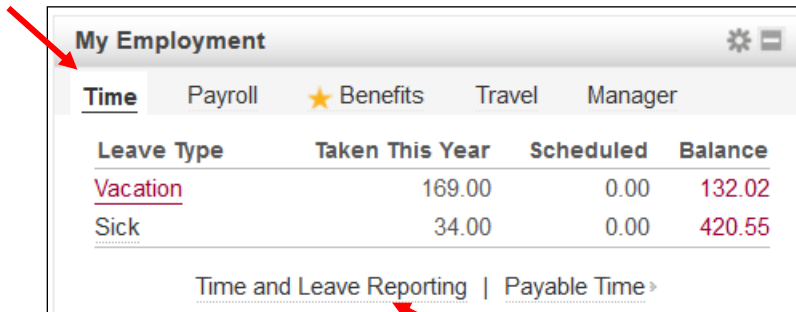 My Employment
Time Payroll Benefits Travel Manager
Leave Type Taken This Year Scheduled Balance
Vacation 169.00 0.00 132.02
Sick 34.00 0.00 420.55
Time and Leave Reporting | Payable Time